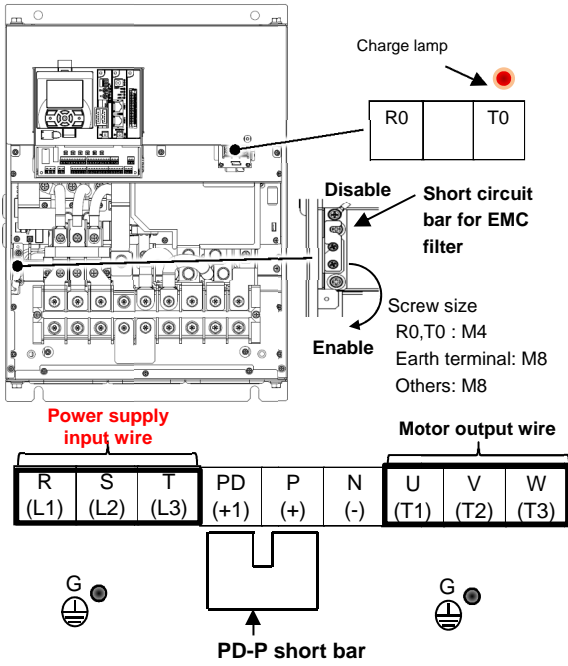 Charge lamp
R0 T0
Disable
Short circuit
bar for EMC
filter
Enable
Screw size
R0,T0 : M4
Earth terminal: M8
Others: M8
Power supply
input wire
Motor output wire
R S T PD P N U V W
(L1) (L2) (L3) (+1) (+) (-) (T1) (T2) (T3)
G G
PD-P short bar